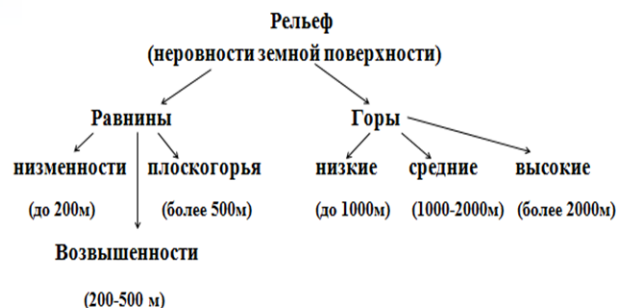 Рельеф
(неровности земной поверхности)
Равнины Горы
низменности плоскогорья низкие средние высокие
(до 200м) (более 500м) (до 1000м) (1000-2000м) (более 2000м)
Возвышенности
(200-500 м)